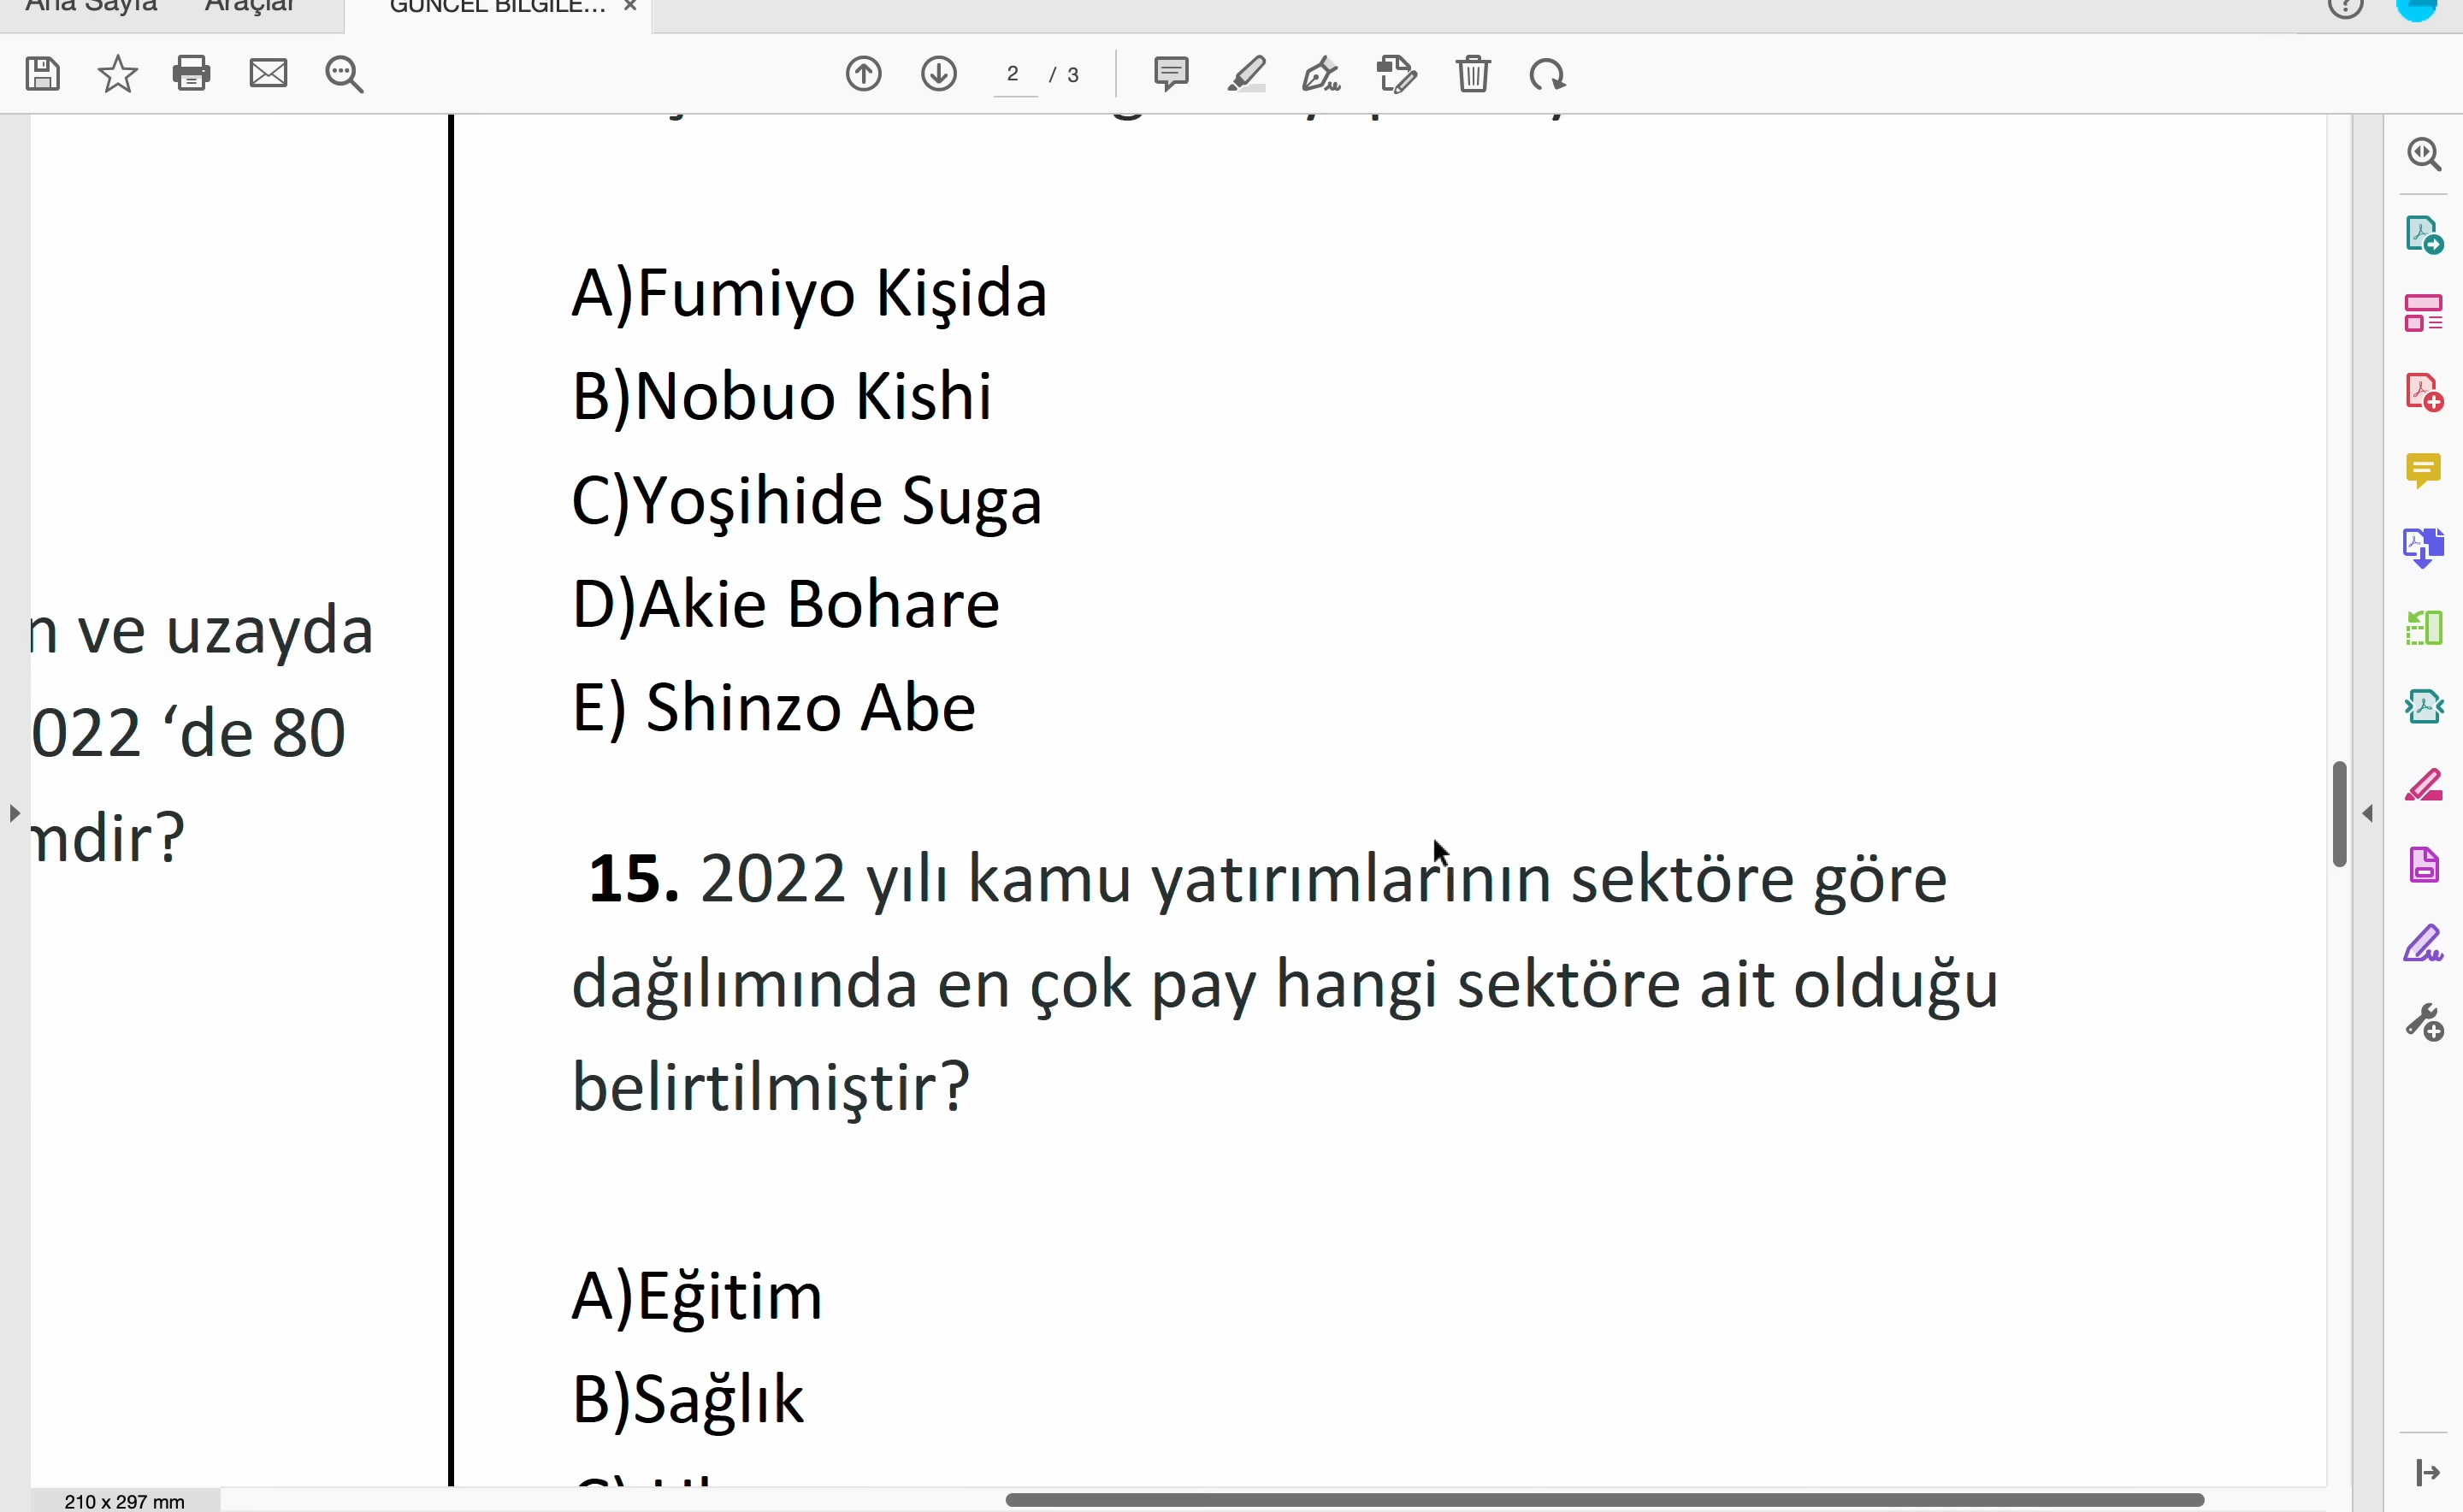 Ana Sayfa Araçlar GÜNCEL BİLGİLE... ×
2 / 3
n ve uzayda
022 ‘de 80
mdir?
A)Fumiyo Kişida
B)Nobuo Kishi
C)Yoşihide Suga
D)Akie Bohare
E) Shinzo Abe
15. 2022 yılı kamu yatırımlarının sektöre göre
dağılımında en çok pay hangi sektöre ait olduğu
belirtilmiştir?
A)Eğitim
B)Sağlık
210 x 297 mm